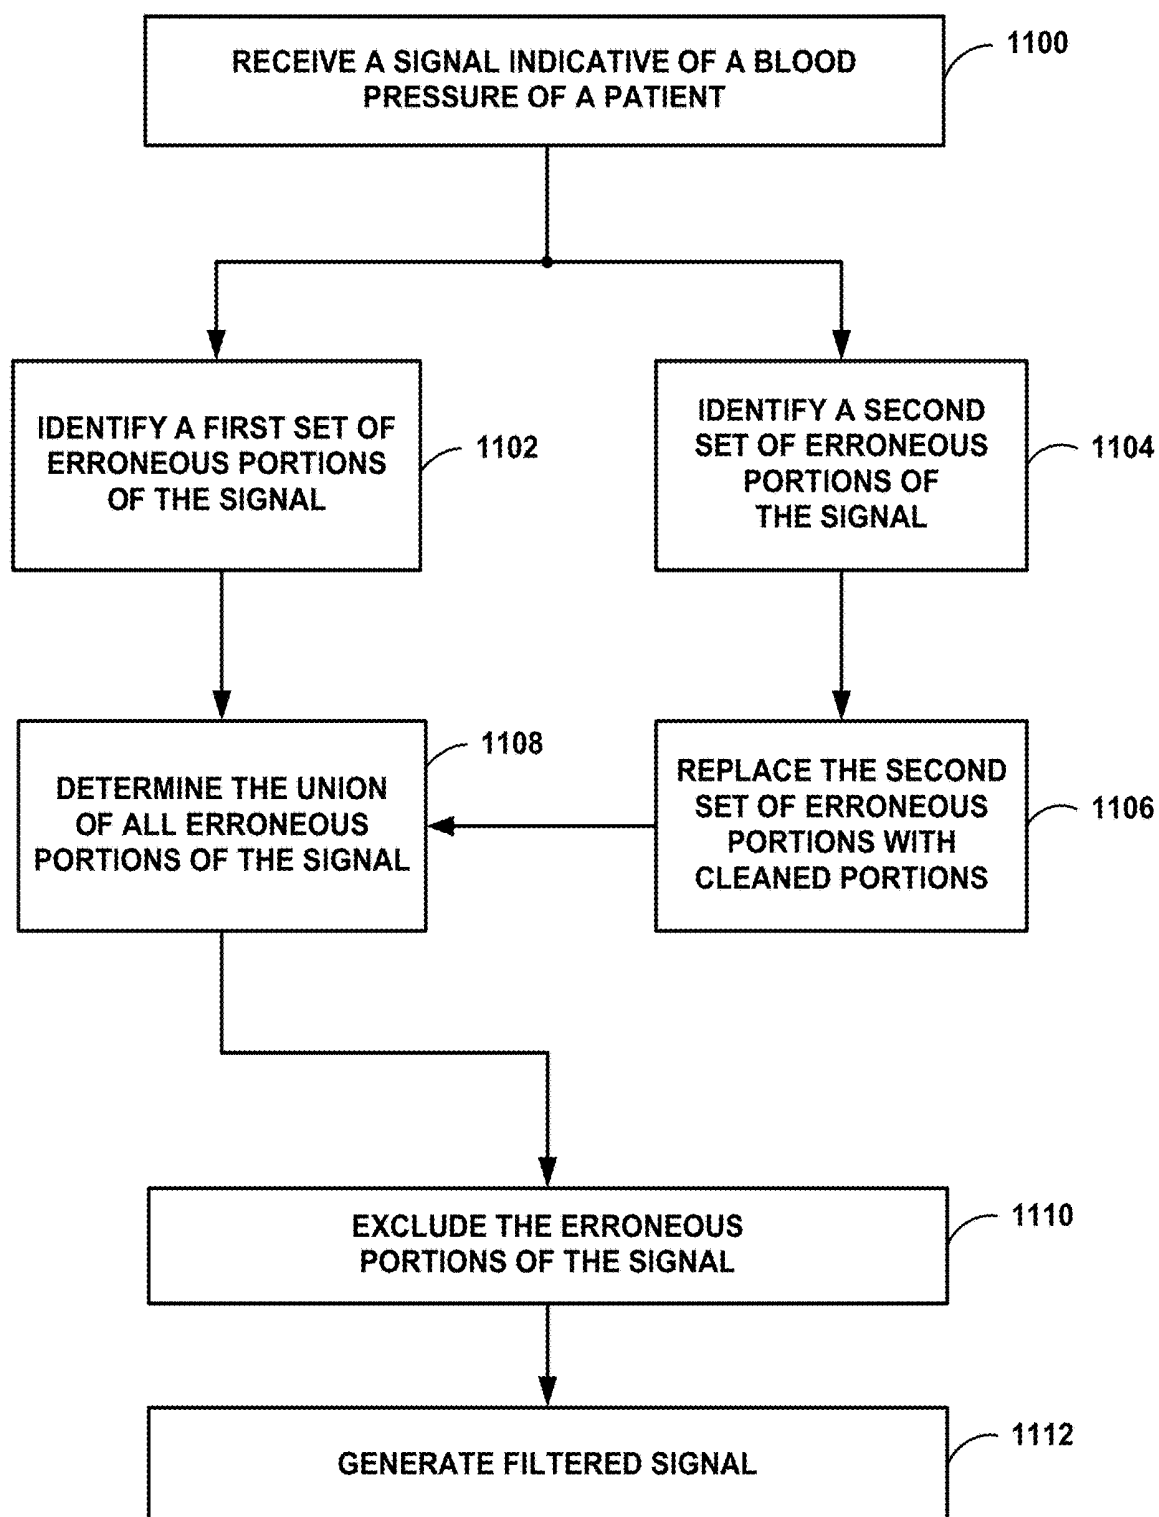 RECEIVE A SIGNAL INDICATIVE OF A BLOOD
PRESSURE OF A PATIENT
1100
IDENTIFY A FIRST SET OF
ERRONEOUS PORTIONS
OF THE SIGNAL
1102
IDENTIFY A SECOND
SET OF ERRONEOUS
PORTIONS OF
THE SIGNAL
1104
DETERMINE THE UNION
OF ALL ERRONEOUS
PORTIONS OF THE SIGNAL
1108
REPLACE THE SECOND
SET OF ERRONEOUS
PORTIONS WITH
CLEANED PORTIONS
1106
EXCLUDE THE ERRONEOUS
PORTIONS OF THE SIGNAL
1110
GENERATE FILTERED SIGNAL
1112